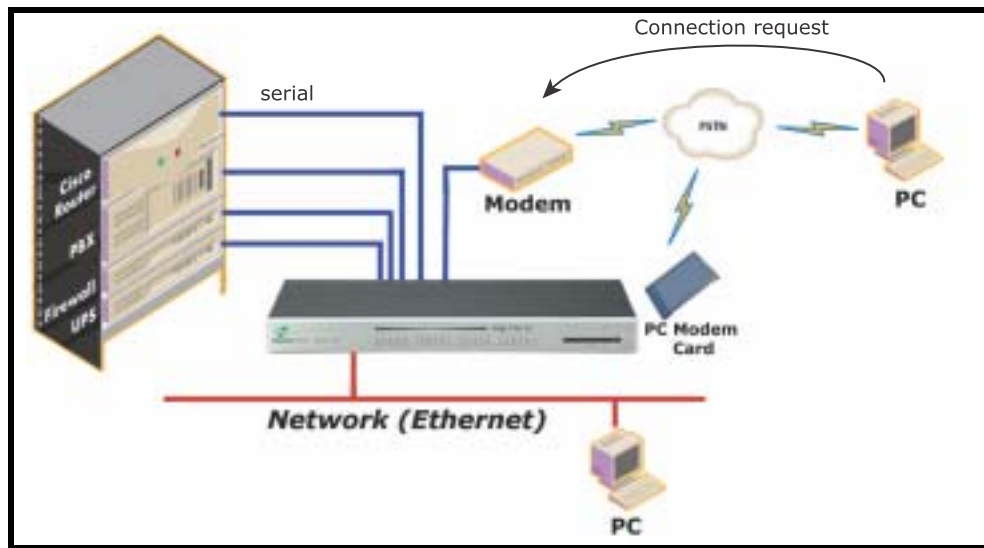 Connection request
serial
PSTN
Cisco
Router
PBX
Firewall
UPS
Modem
PC
PC Modem
Card
Network (Ethernet)
PC